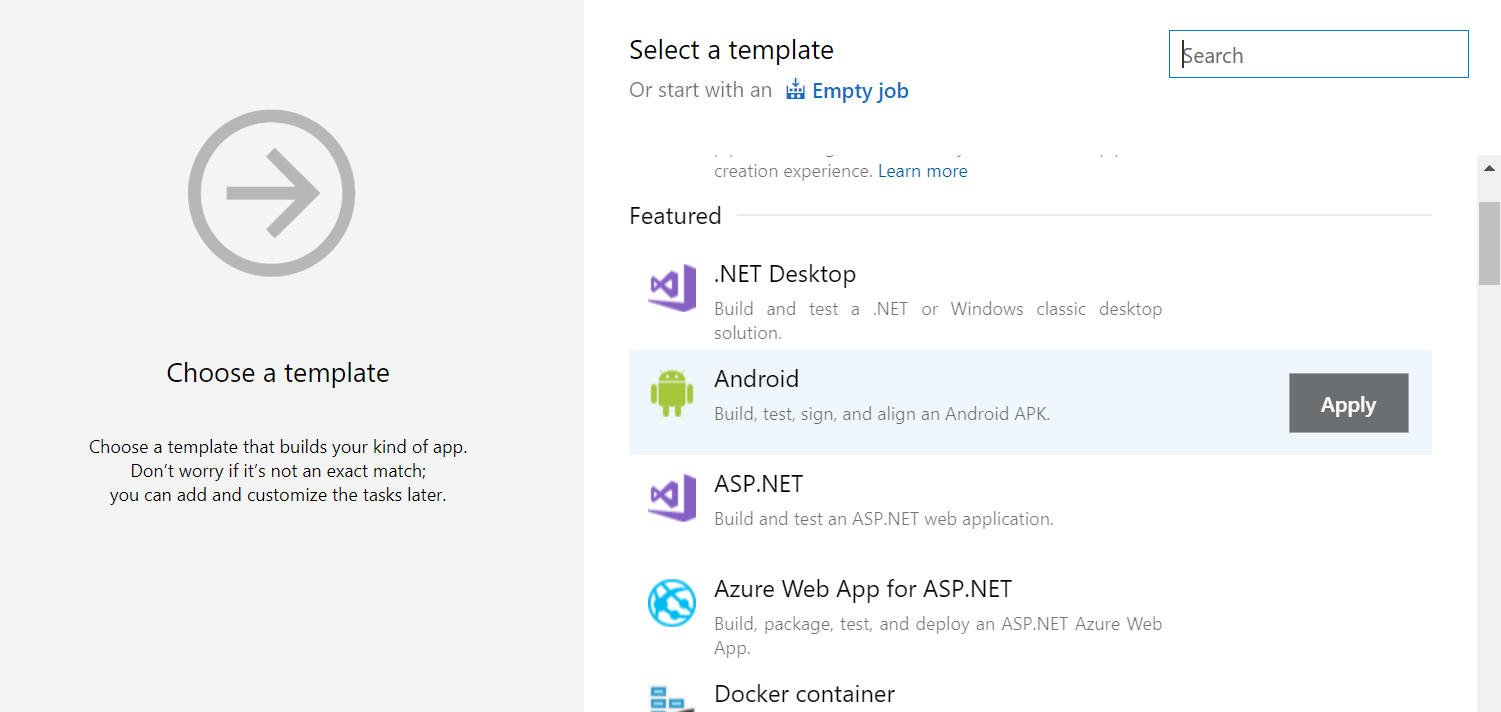 Choose a template
Choose a template that builds your kind of app.
Don't worry if it's not an exact match;
you can add and customize the tasks later.
Select a template
Or start with an Empty job
Search
creation experience. Learn more
Featured
.NET Desktop
Build and test a .NET or Windows classic desktop
solution.
Android
Build, test, sign, and align an Android APK.
Apply
ASP.NET
Build and test an ASP.NET web application.
Azure Web App for ASP.NET
Build, package, test, and deploy an ASP.NET Azure Web
App.
Docker container